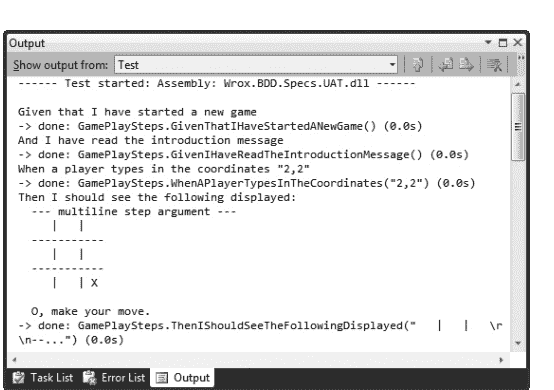 Output
Show output from: Test
------ Test started: Assembly: Wrox.BDD.Specs.UAT.dll ------
Given that I have started a new game
-> done: GamePlaySteps.GivenThatIHaveStartedANewGame() (0.0s)
And I have read the introduction message
-> done: GamePlaySteps.GivenIHaveReadTheIntroductionMessage() (0.0s)
When a player types in the coordinates "2,2"
-> done: GamePlaySteps.WhenAPlayerTypesInTheCoordinates("2,2") (0.0s)
Then I should see the following displayed:
  --- multiline step argument ---
     |   |
  -----------
     |   |
  -----------
     |   | X

  O, make your move.
-> done: GamePlaySteps.ThenIShouldSeeTheFollowingDisplayed("   |   |   \r
\n--...") (0.0s)
Task List Error List Output